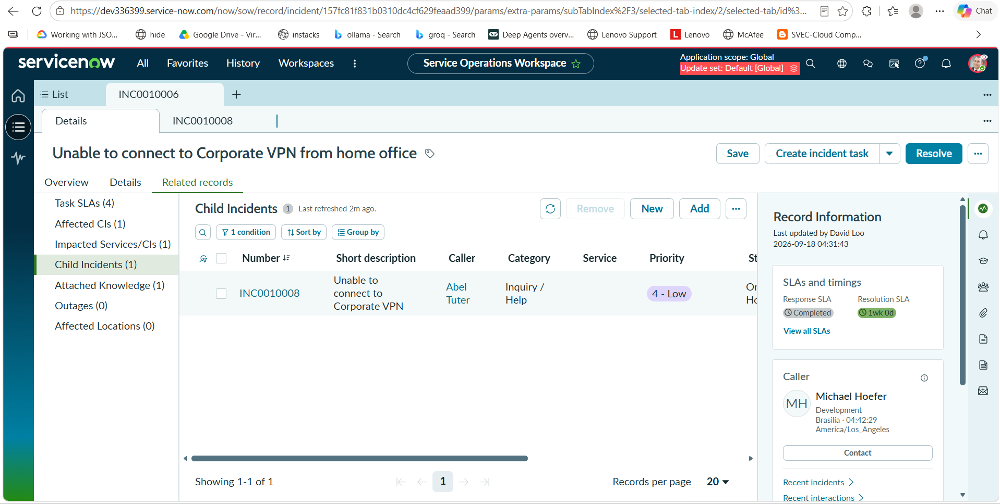 https://dev336399.service-now.com/now/sow/record/incident/157fc81f831b0310dc4cf629feaad399/params/extra-params/subTabIndex%2F3/selected-tab-index/2/selected-tab/id%3...
Chat
Working with JSO...
hide
Google Drive - Vir...
instacks
ollama - Search
groq - Search
Deep Agents overv...
Lenovo Support
L Lenovo
McAfee
SVEC-Cloud Comp...
servicenow
All
Favorites
History
Workspaces
Service Operations Workspace
Application scope: Global
Update set: Default [Global]
List
INC0010006
Details
INC0010008
Unable to connect to Corporate VPN from home office
Save
Create incident task
Resolve
Overview
Details
Related records
Task SLAs (4)
Affected CIs (1)
Impacted Services/CIs (1)
Child Incidents (1)
Attached Knowledge (1)
Outages (0)
Affected Locations (0)
Child Incidents 1 Last refreshed 2m ago.
Remove
New
Add
1 condition
Sort by
Group by
Number
Short description
Caller
Category
Service
Priority
St
INC0010008
Unable to
connect to
Corporate VPN
Abel
Tuter
Inquiry /
Help
4 - Low
Or
Ho
Showing 1-1 of 1
1
Records per page 20
Record Information
Last updated by David Loo
2026-09-18 04:31:43
SLAs and timings
Response SLA
Resolution SLA
Completed
1wk 0d
View all SLAs
Caller
MH
Michael Hoefer
Development
Brasilia · 04:42:29
America/Los_Angeles
Contact
Recent incidents
Recent interactions